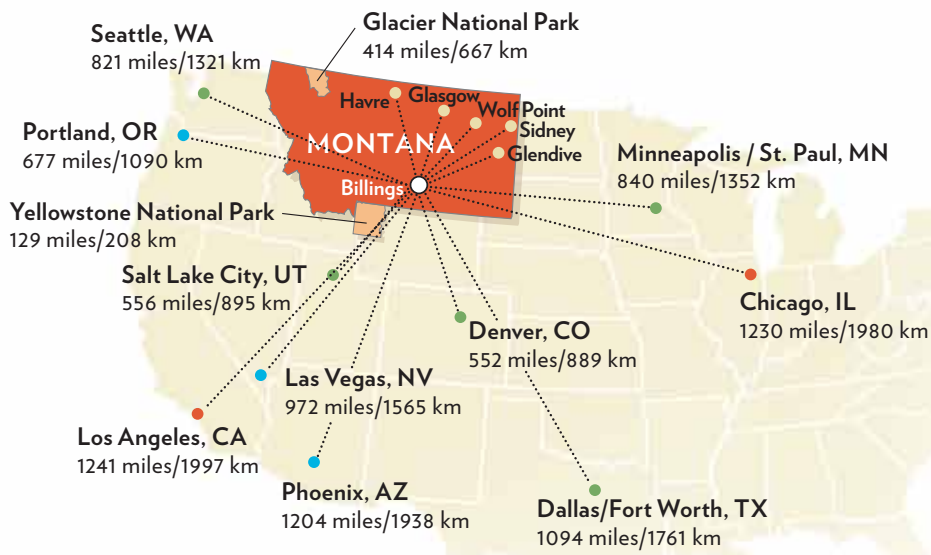 Glacier National Park
414 miles/667 km
Seattle, WA
821 miles/1321 km
Havre
Glasgow
Wolf Point
Sidney
Glendive
MONTANA
Billings
Portland, OR
677 miles/1090 km
Minneapolis / St. Paul, MN
840 miles/1352 km
Yellowstone National Park
129 miles/208 km
Salt Lake City, UT
556 miles/895 km
Chicago, IL
1230 miles/1980 km
Denver, CO
552 miles/889 km
Las Vegas, NV
972 miles/1565 km
Los Angeles, CA
1241 miles/1997 km
Phoenix, AZ
1204 miles/1938 km
Dallas/Fort Worth, TX
1094 miles/1761 km